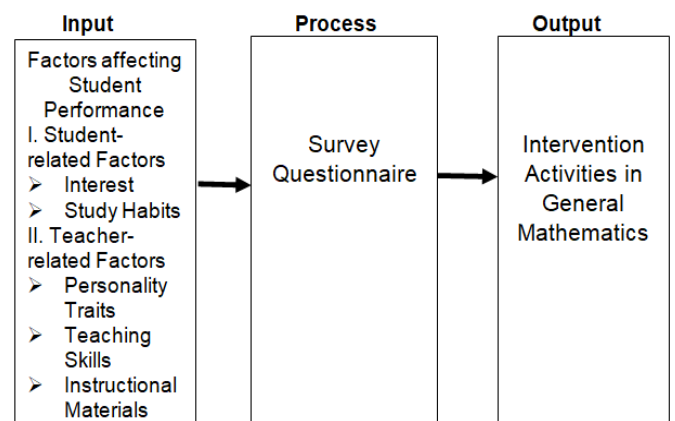 Input
Factors affecting
Student
Performance
I. Student-
related Factors
➢ Interest
➢ Study Habits
II. Teacher-
related Factors
➢ Personality
Traits
➢ Teaching
Skills
➢ Instructional
Materials
Process
Survey
Questionnaire
Output
Intervention
Activities in
General
Mathematics